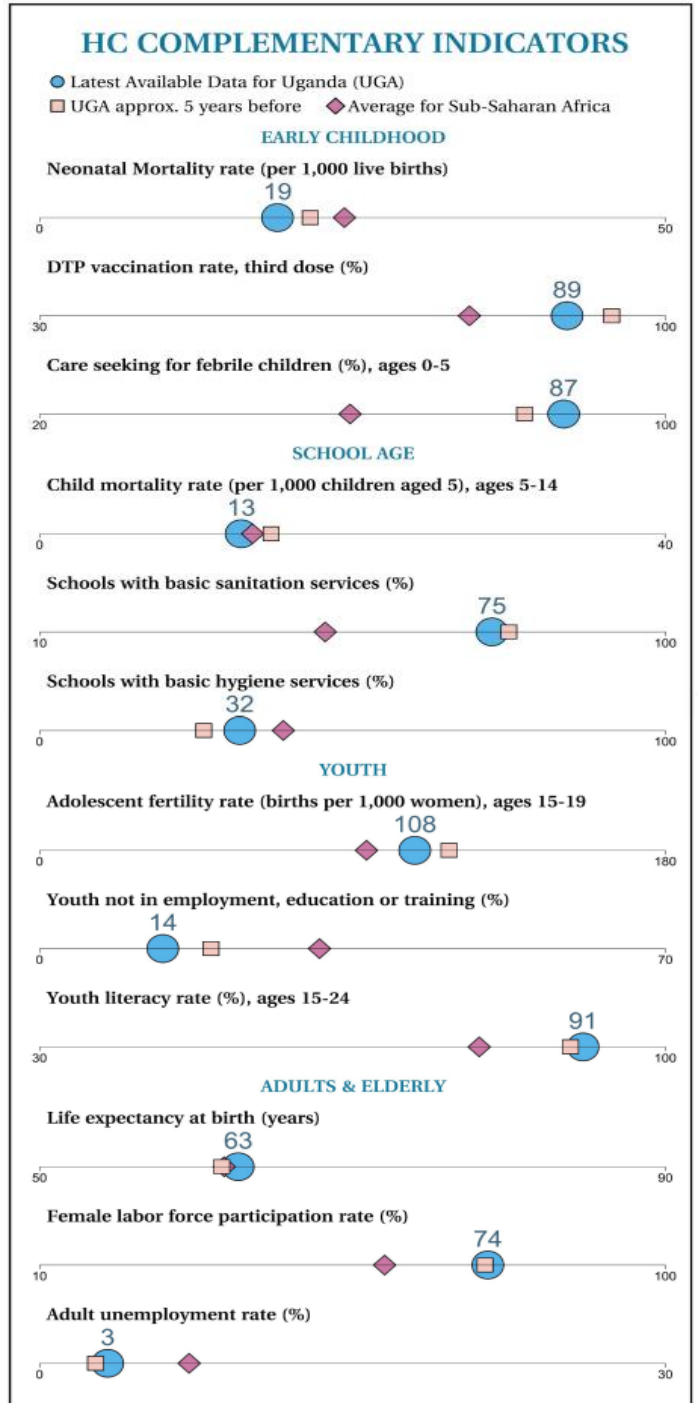 HC COMPLEMENTARY INDICATORS
Latest Available Data for Uganda (UGA)
UGA approx. 5 years before Average for Sub-Saharan Africa
EARLY CHILDHOOD
Neonatal Mortality rate (per 1,000 live births)
19
0 50
DTP vaccination rate, third dose (%)
89
30 100
Care seeking for febrile children (%), ages 0-5
87
20 100
SCHOOL AGE
Child mortality rate (per 1,000 children aged 5), ages 5-14
13
0 40
Schools with basic sanitation services (%)
75
10 100
Schools with basic hygiene services (%)
32
0 100
YOUTH
Adolescent fertility rate (births per 1,000 women), ages 15-19
108
0 180
Youth not in employment, education or training (%)
14
0 70
Youth literacy rate (%), ages 15-24
91
30 100
ADULTS & ELDERLY
Life expectancy at birth (years)
63
50 90
Female labor force participation rate (%)
74
10 100
Adult unemployment rate (%)
3
0 30